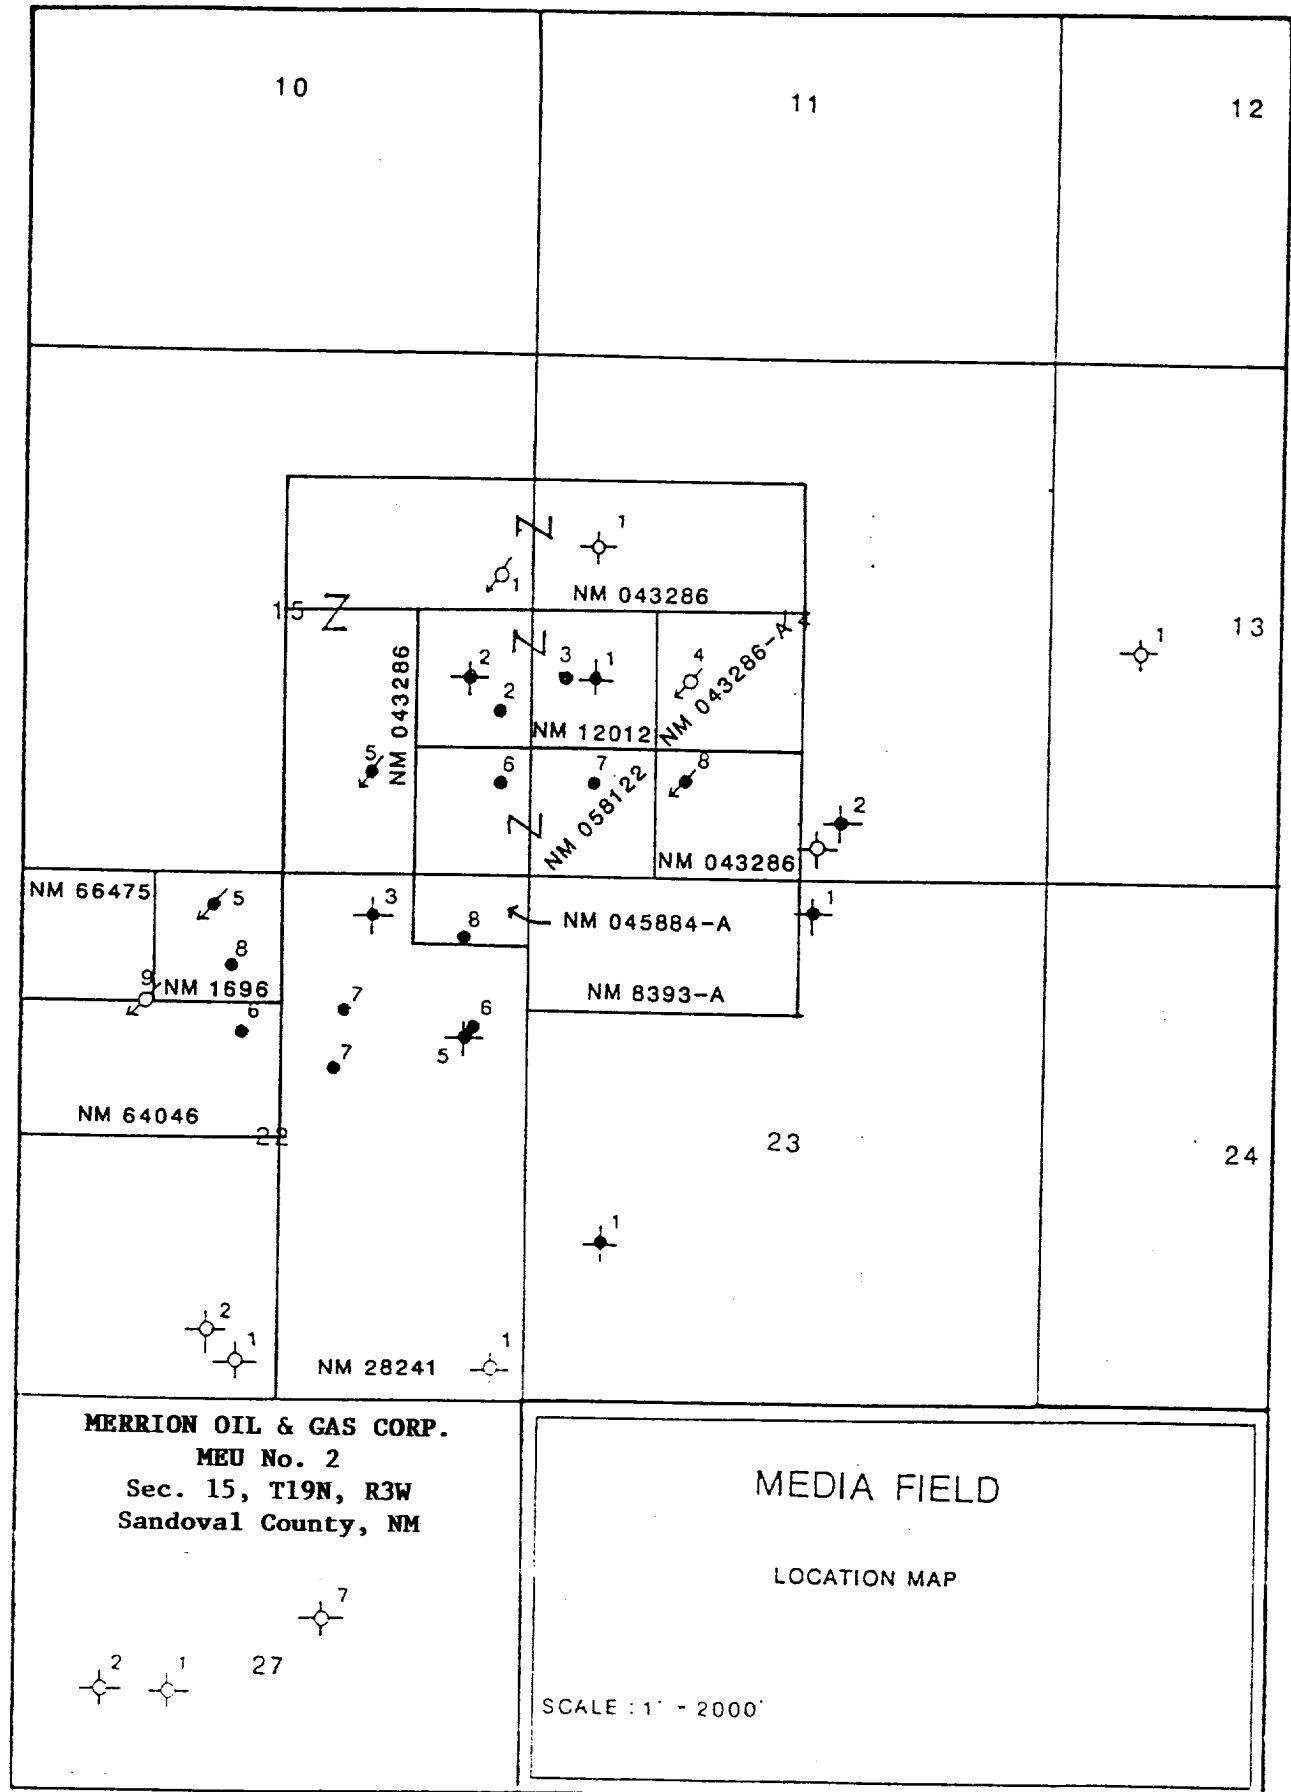 10
11
12
1
1
NM 043286
15
Z
Z
14
13
1
NM 043286
2
Z
3
1
4
NM 043286-A
2
NM 12012
5
6
7
8
NM 058122
Z
2
NM 043286
NM 66475
5
3
8
NM 045884-A
1
8
9
NM 1696
NM 8393-A
6
7
6
5
7
NM 64046
22
23
24
1
2
1
NM 28241
1
MERRION OIL & GAS CORP.
MEU No. 2
Sec. 15, T19N, R3W
Sandoval County, NM
MEDIA FIELD
LOCATION MAP
7
27
2
1
SCALE : 1' - 2000'